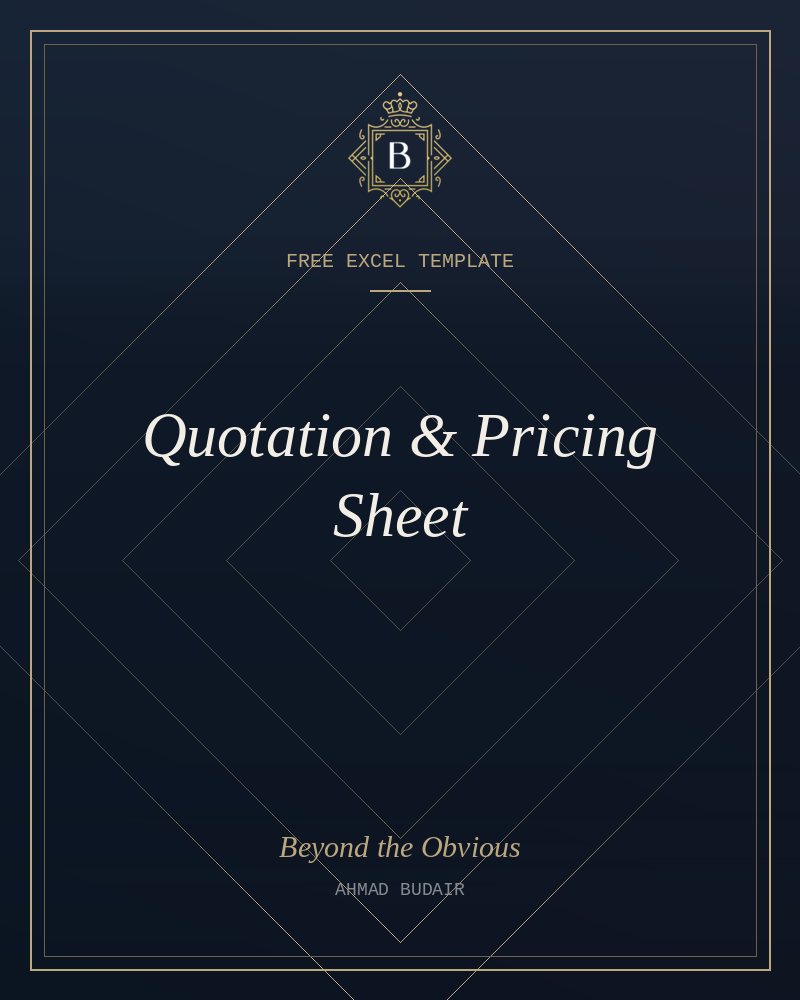 B
FREE EXCEL TEMPLATE
Quotation & Pricing
Sheet
Beyond the Obvious
AHMAD BUDAIR